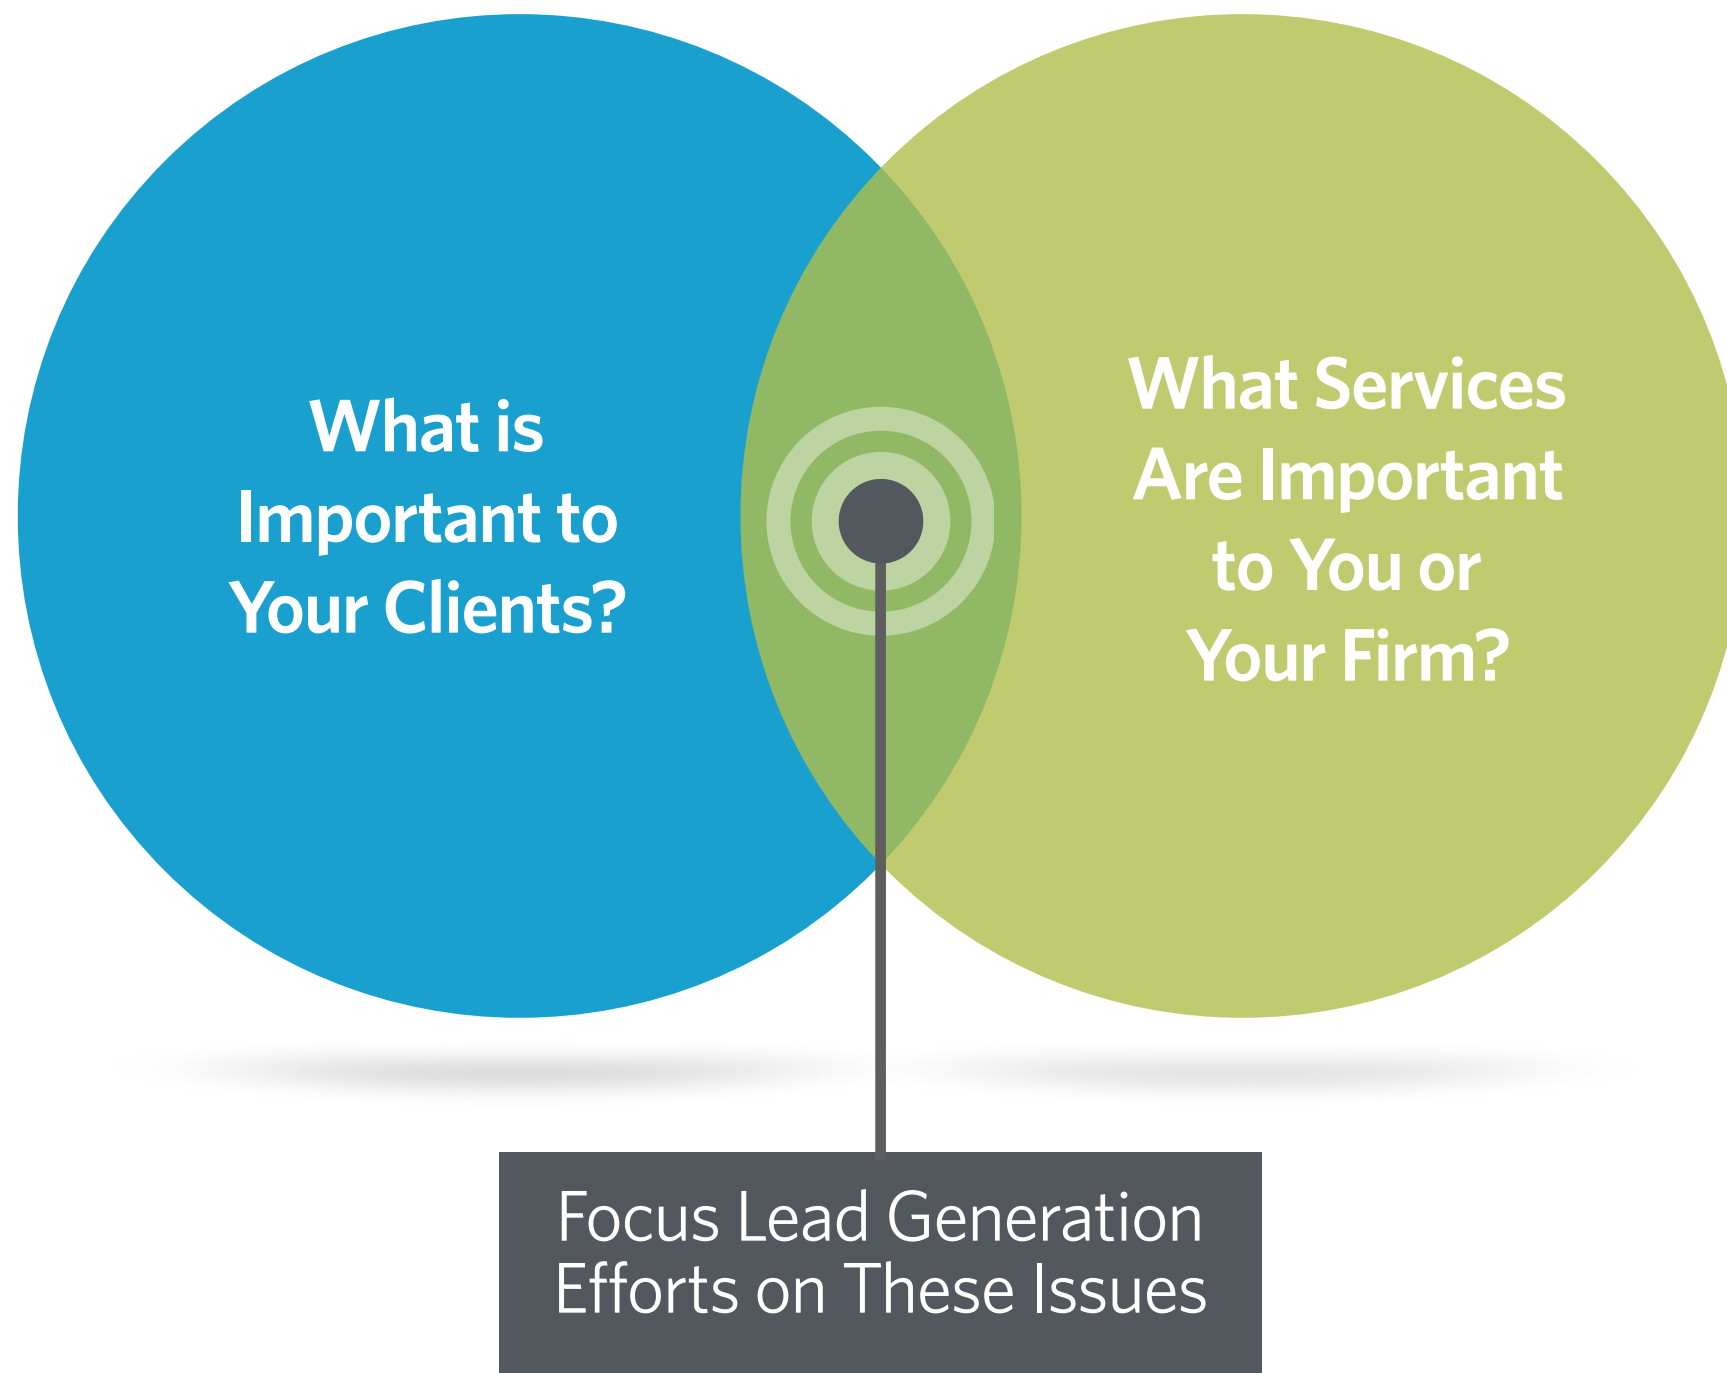 What is
Important to
Your Clients?
What Services
Are Important
to You or
Your Firm?
Focus Lead Generation
Efforts on These Issues